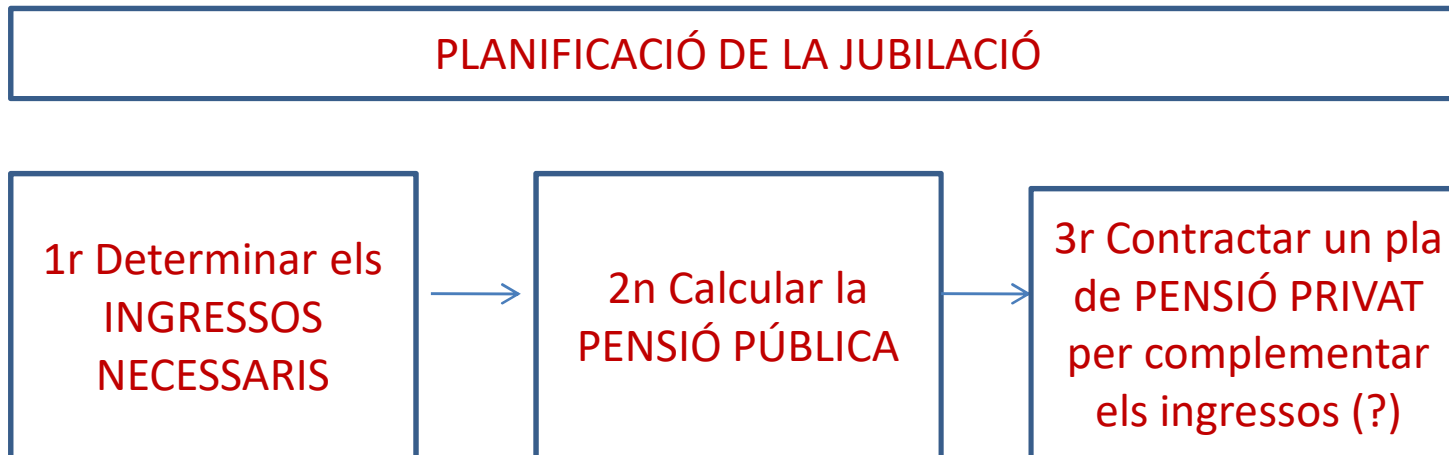 PLANIFICACIÓ DE LA JUBILACIÓ
1r Determinar els
INGRESSOS
NECESSARIS
2n Calcular la
PENSIÓ PÚBLICA
3r Contractar un pla
de PENSIÓ PRIVAT
per complementar
els ingressos (?)